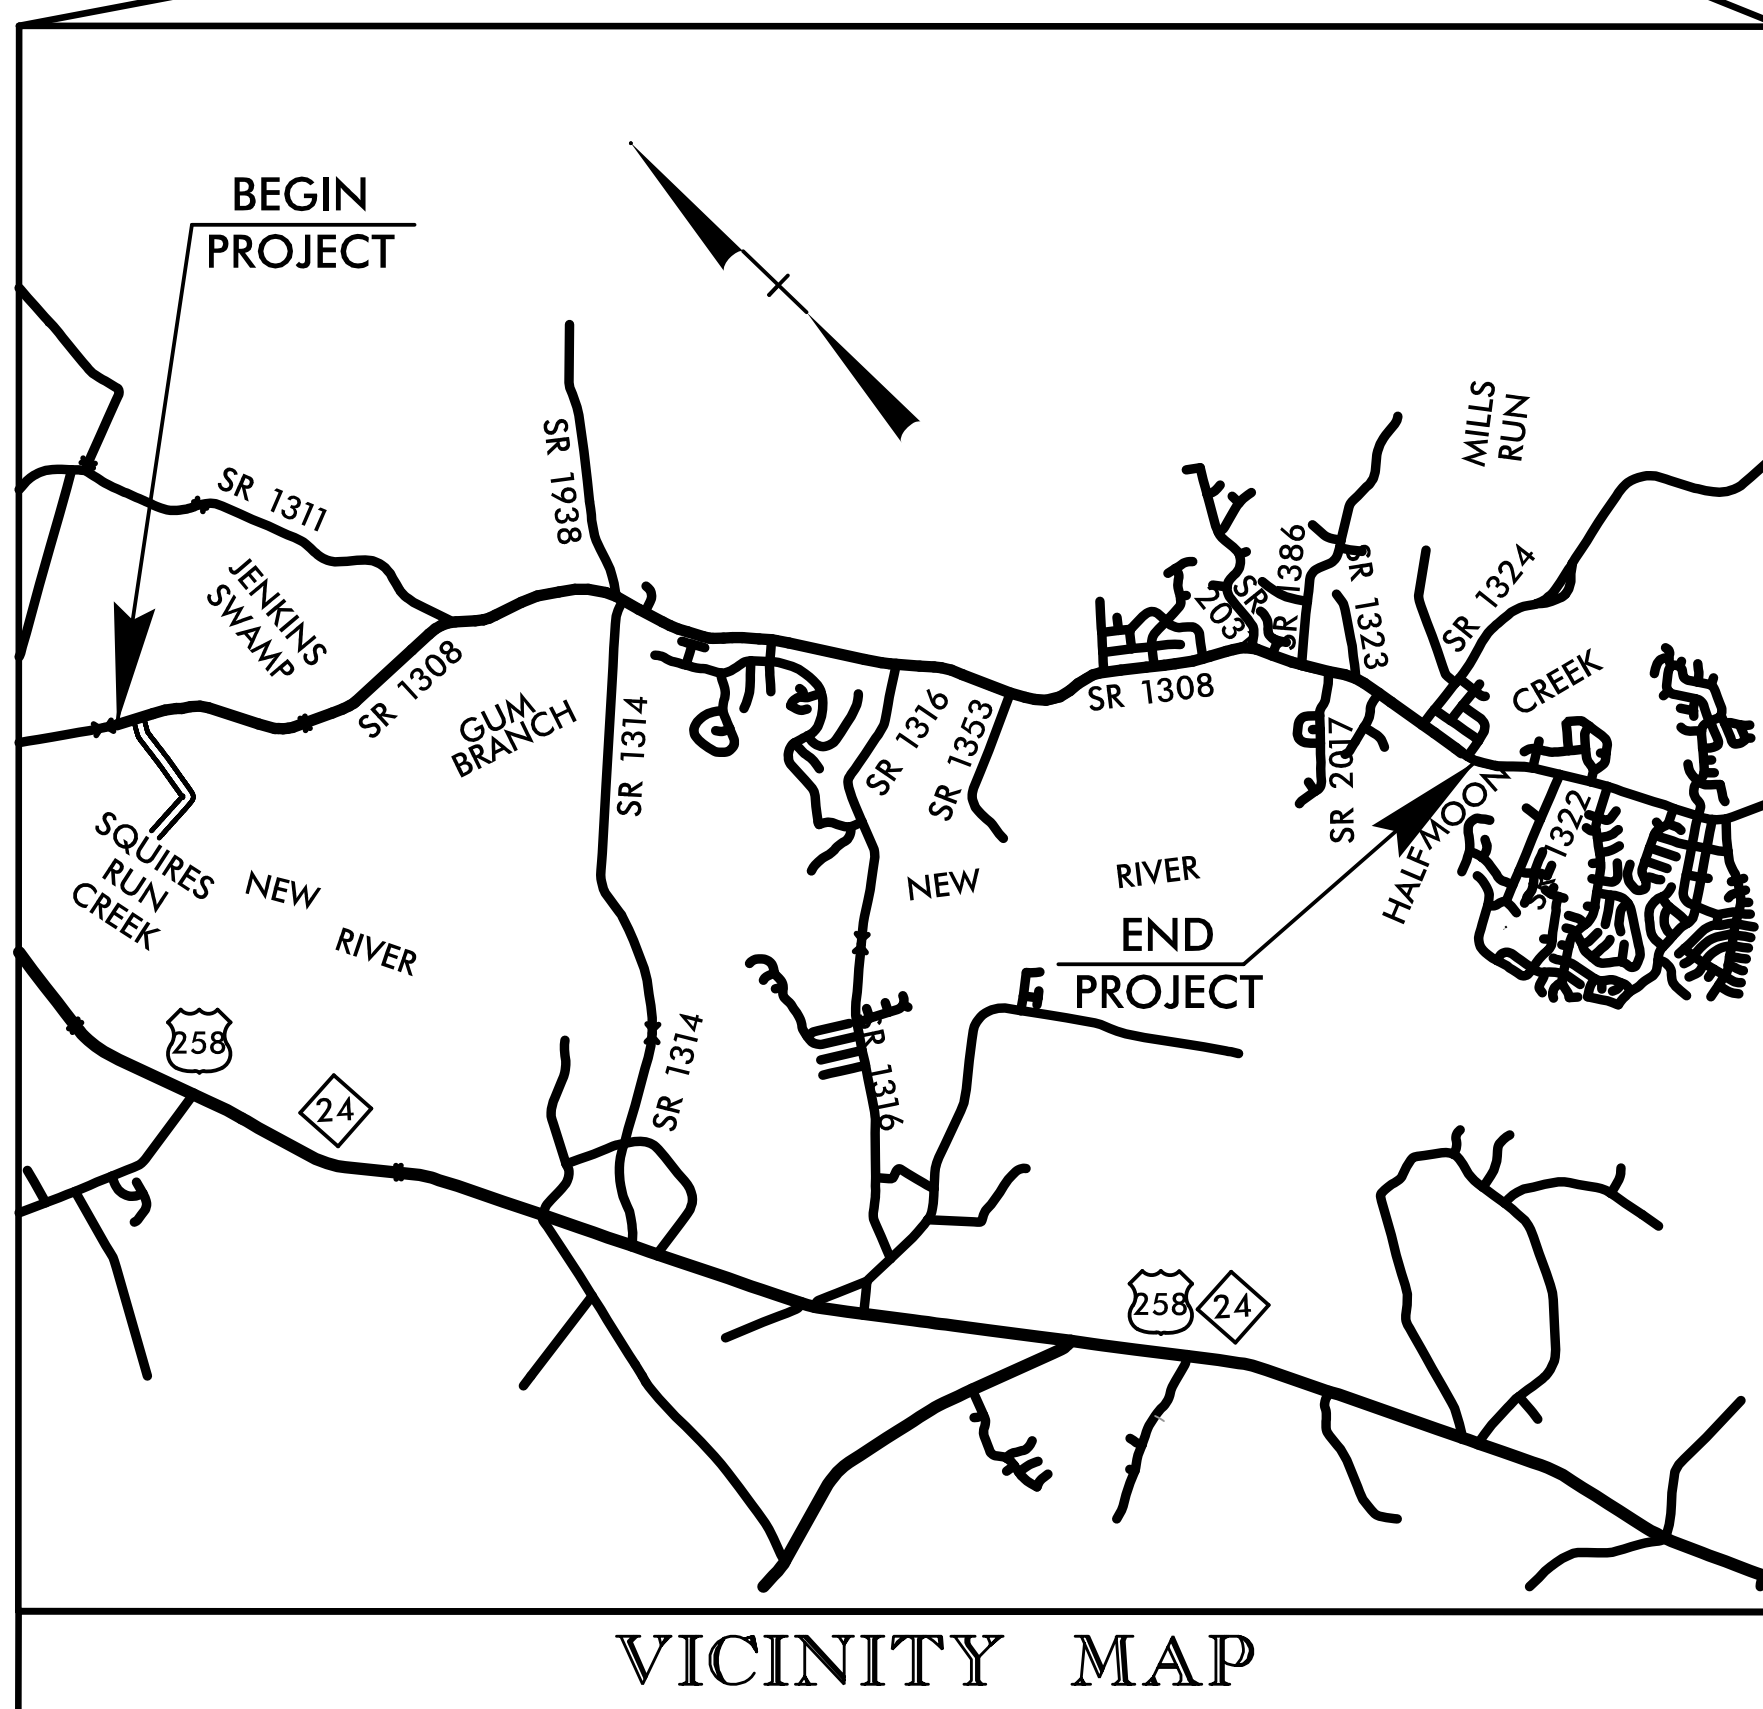 BEGIN
PROJECT
SR 1311
SR 1938
MILLS
RUN
JENKINS
SWAMP
SR 1308
GUM
BRANCH
SR 1314
SR 1316
SR 1353
SR 1308
SR 203
SR 1386
SR 1323
SR 1324
CREEK
SR 2017
HALFMOON
SR 1322
SQUIRES
RUN
CREEK
NEW
RIVER
NEW
RIVER
END
PROJECT
258
24
SR 1314
SR 1316
258
24
VICINITY MAP